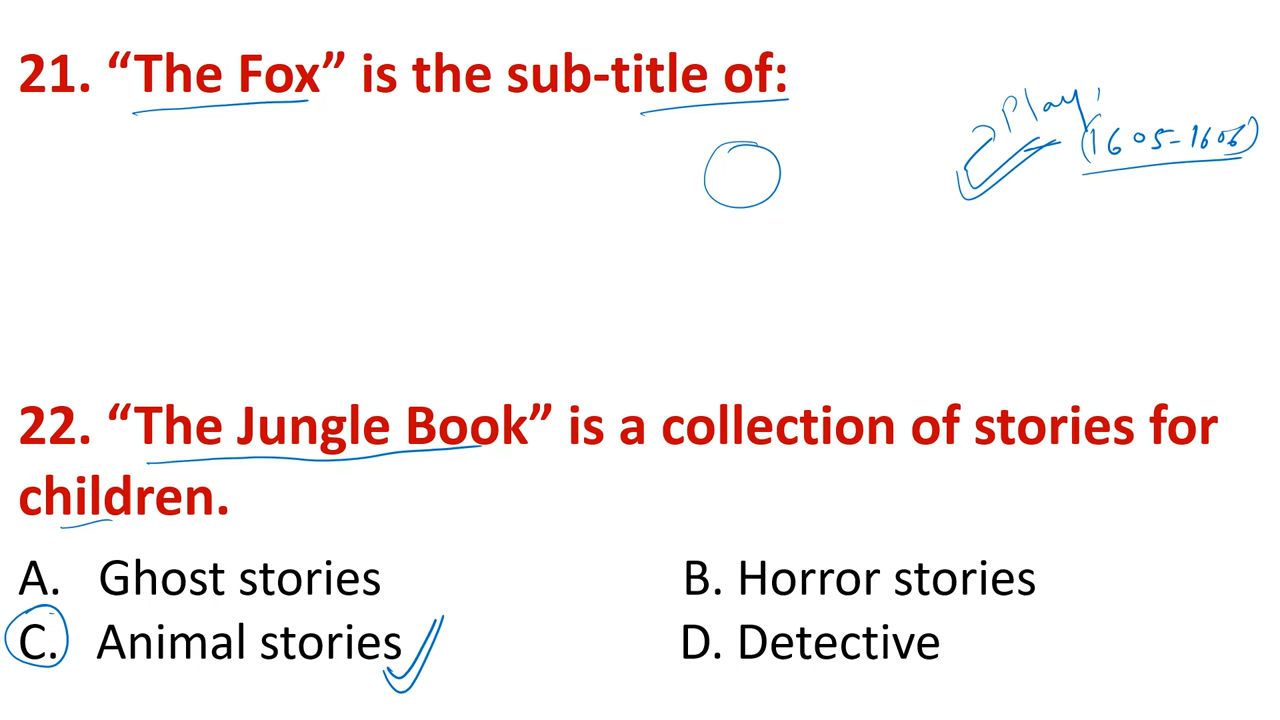 21. “The Fox” is the sub-title of:
Play
(1605-1606)
22. “The Jungle Book” is a collection of stories for
children.
A. Ghost stories B. Horror stories
C. Animal stories D. Detective